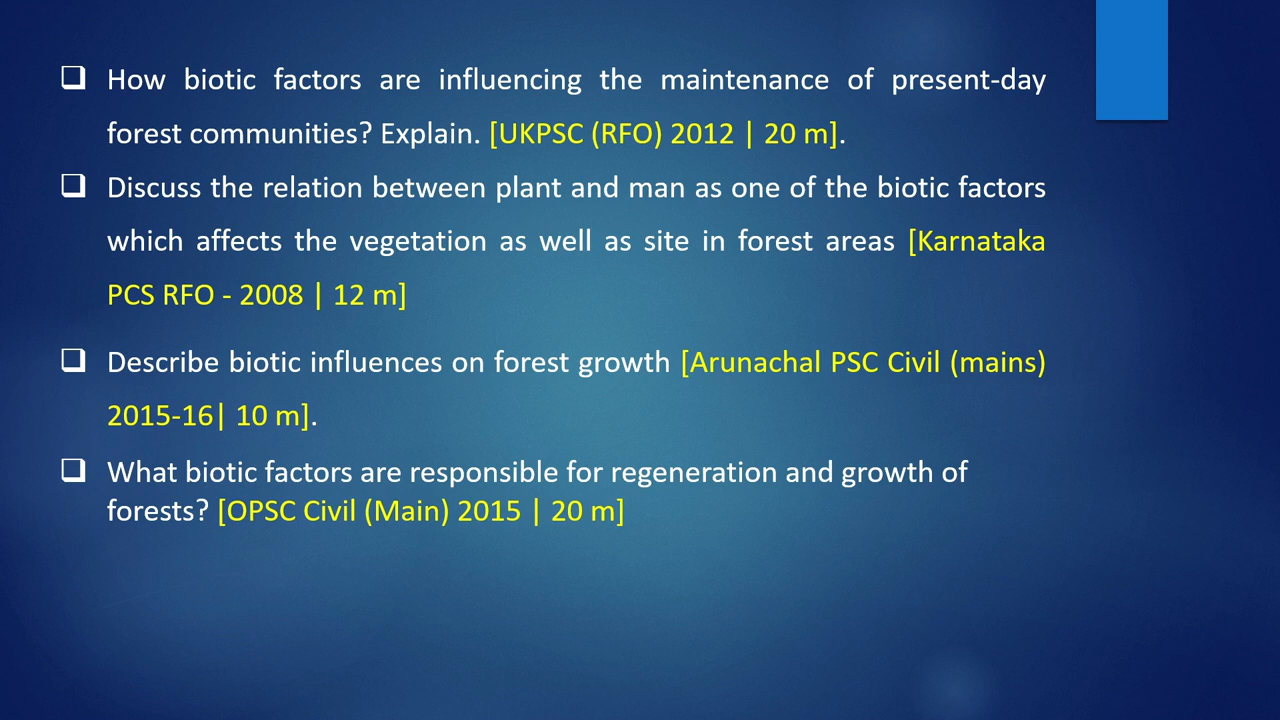 ❑ How biotic factors are influencing the maintenance of present-day
forest communities? Explain. [UKPSC (RFO) 2012 | 20 m].
❑ Discuss the relation between plant and man as one of the biotic factors
which affects the vegetation as well as site in forest areas [Karnataka
PCS RFO - 2008 | 12 m]
❑ Describe biotic influences on forest growth [Arunachal PSC Civil (mains)
2015-16| 10 m].
❑ What biotic factors are responsible for regeneration and growth of
forests? [OPSC Civil (Main) 2015 | 20 m]